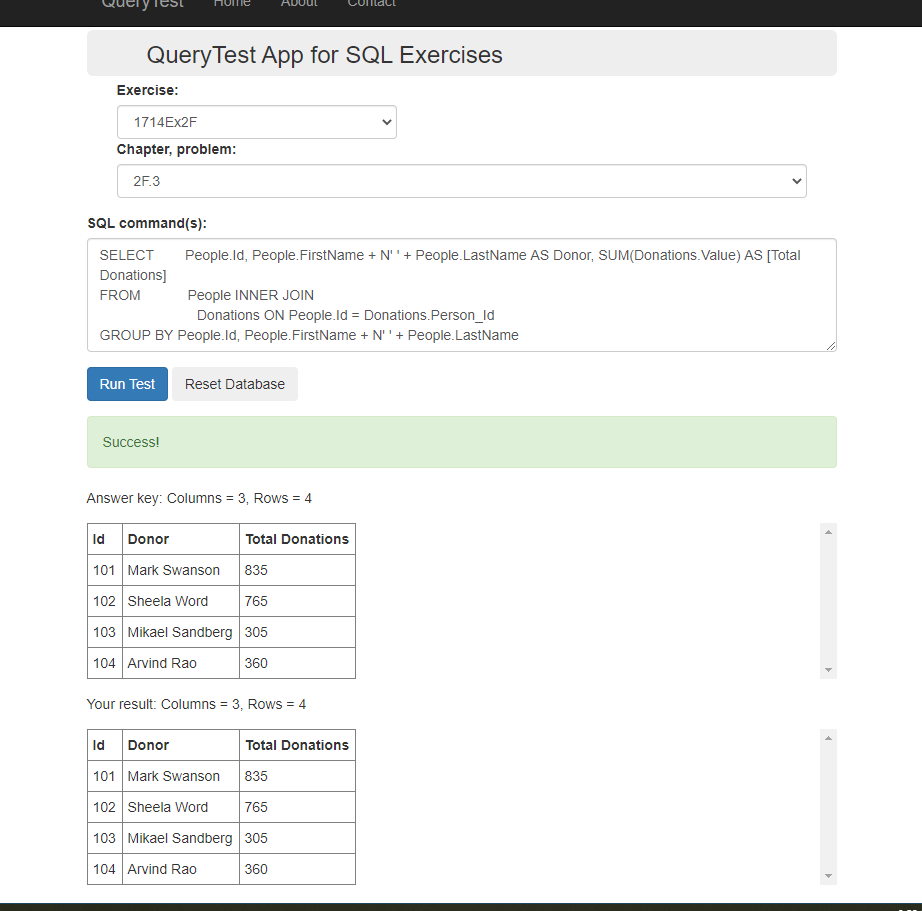 QueryTest Home About Contact
QueryTest App for SQL Exercises
Exercise:
1714Ex2F
Chapter, problem:
2F.3
SQL command(s):
SELECT People.Id, People.FirstName + N' ' + People.LastName AS Donor, SUM(Donations.Value) AS [Total
Donations]
FROM People INNER JOIN
Donations ON People.Id = Donations.Person_Id
GROUP BY People.Id, People.FirstName + N' ' + People.LastName
Run Test Reset Database
Success!
Answer key: Columns = 3, Rows = 4
Id Donor Total Donations
101 Mark Swanson 835
102 Sheela Word 765
103 Mikael Sandberg 305
104 Arvind Rao 360
Your result: Columns = 3, Rows = 4
Id Donor Total Donations
101 Mark Swanson 835
102 Sheela Word 765
103 Mikael Sandberg 305
104 Arvind Rao 360